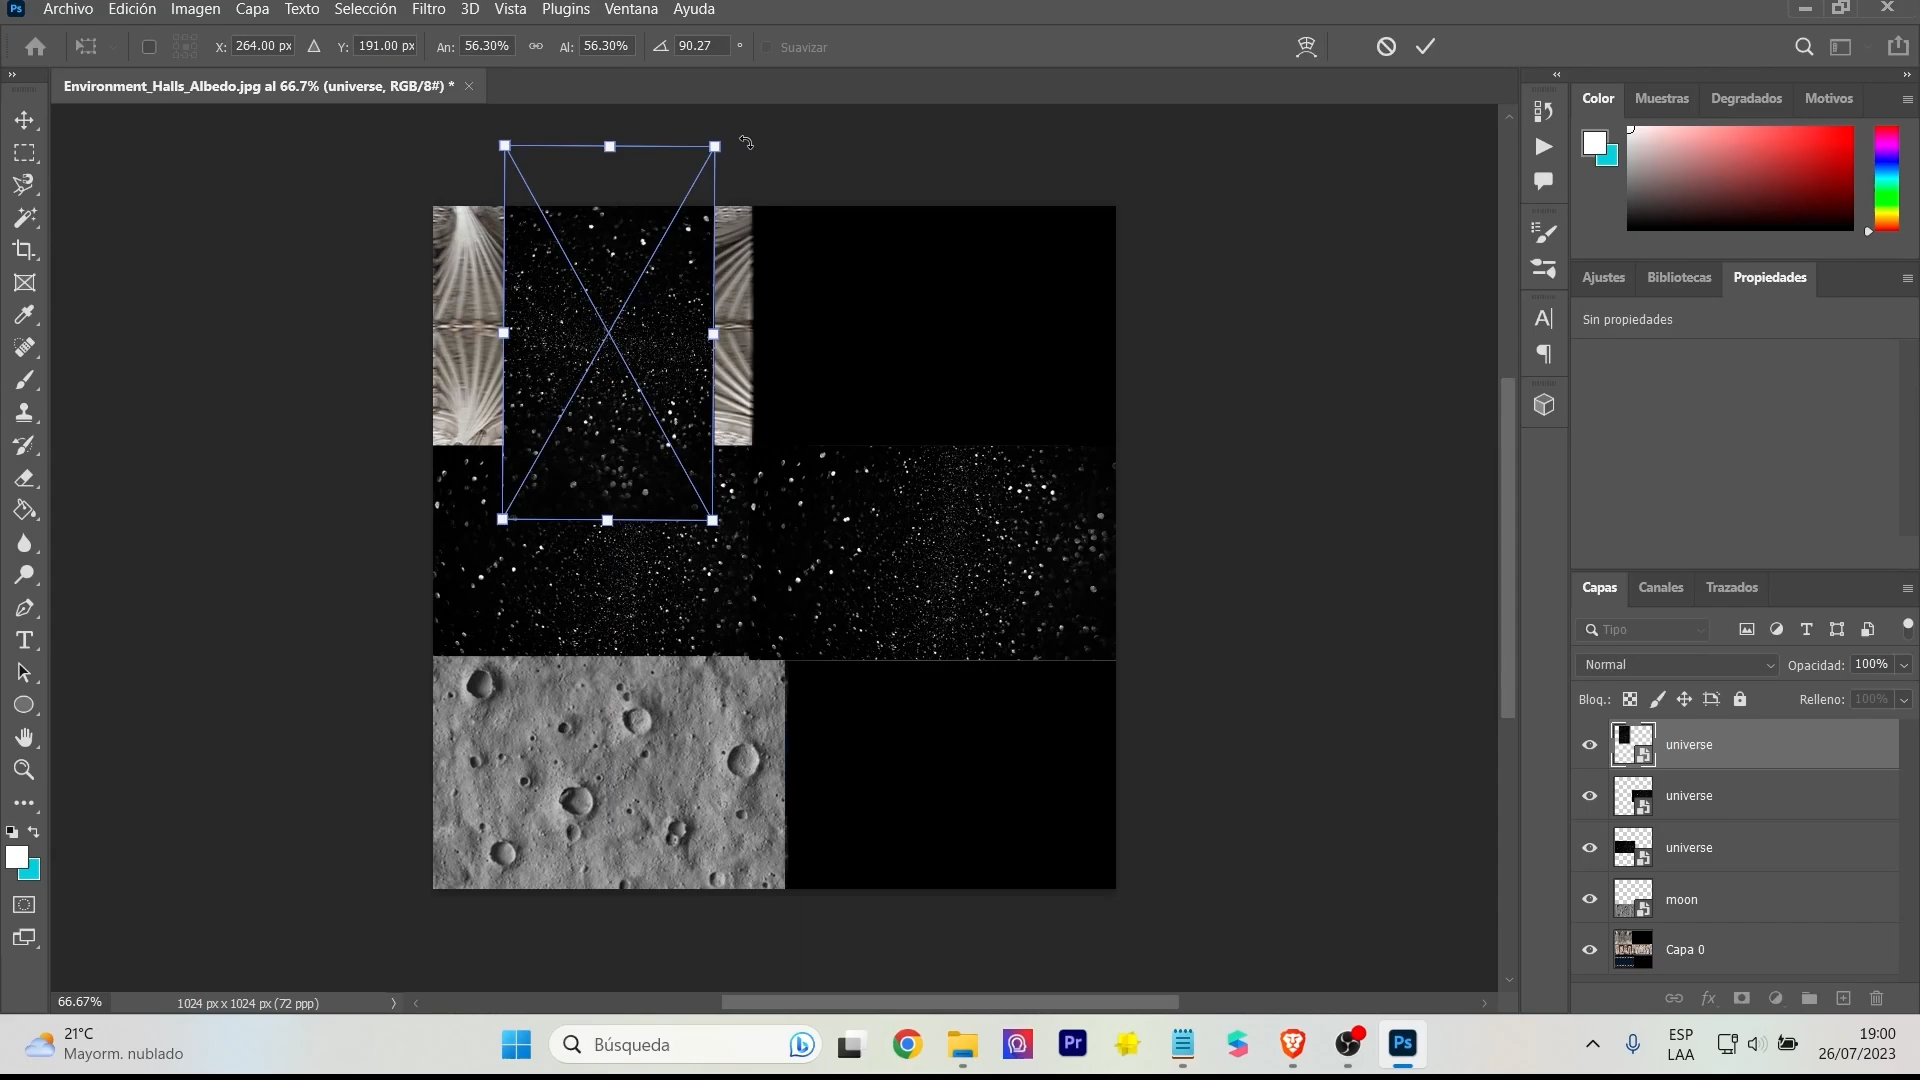 Archivo Edición Imagen Capa Texto Selección Filtro 3D Vista Plugins Ventana Ayuda
X: 264.00 px Y: 191.00 px An: 56.30% Al: 56.30% 90.27 ° Suavizar
Environment_Halls_Albedo.jpg al 66.7% (universe, RGB/8#) *
Color Muestras Degradados Motivos
Ajustes Bibliotecas Propiedades
Sin propiedades
Capas Canales Trazados
Tipo
Normal Opacidad: 100%
Bloq.: Relleno: 100%
universe
universe
universe
moon
Capa 0
66.67% 1024 px x 1024 px (72 ppp)
21°C
Mayorm. nublado
Búsqueda
ESP
LAA
19:00
26/07/2023